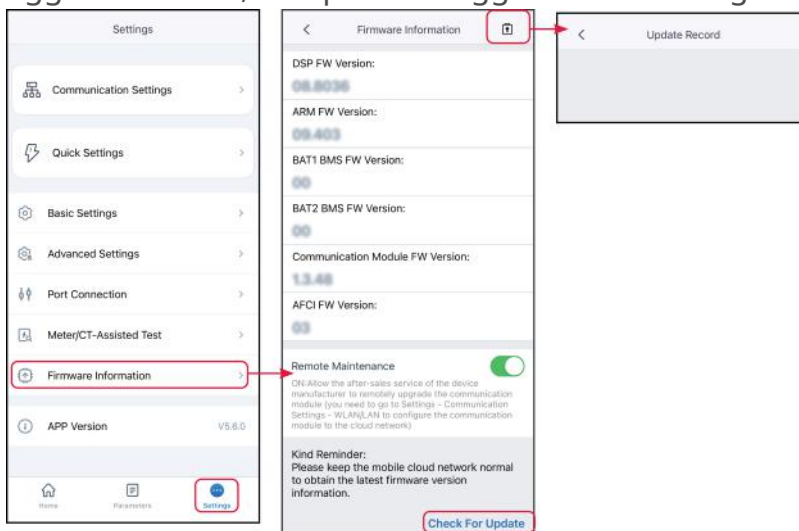 Settings
Communication Settings
Quick Settings
Basic Settings
Advanced Settings
Port Connection
Meter/CT-Assisted Test
Firmware Information
APP Version V5.6.0
Home Parameters Settings
Firmware Information
DSP FW Version:
08.8036
ARM FW Version:
09.403
BAT1 BMS FW Version:
00
BAT2 BMS FW Version:
00
Communication Module FW Version:
1.3.48
AFCI FW Version:
03
Remote Maintenance
ON:Allow the after-sales service of the device
manufacturer to remotely upgrade the communication
module (you need to go to Settings - Communication
Settings - WLAN/LAN to configure the communication
module to the cloud network)
Kind Reminder:
Please keep the mobile cloud network normal
to obtain the latest firmware version
information.
Check For Update
Update Record